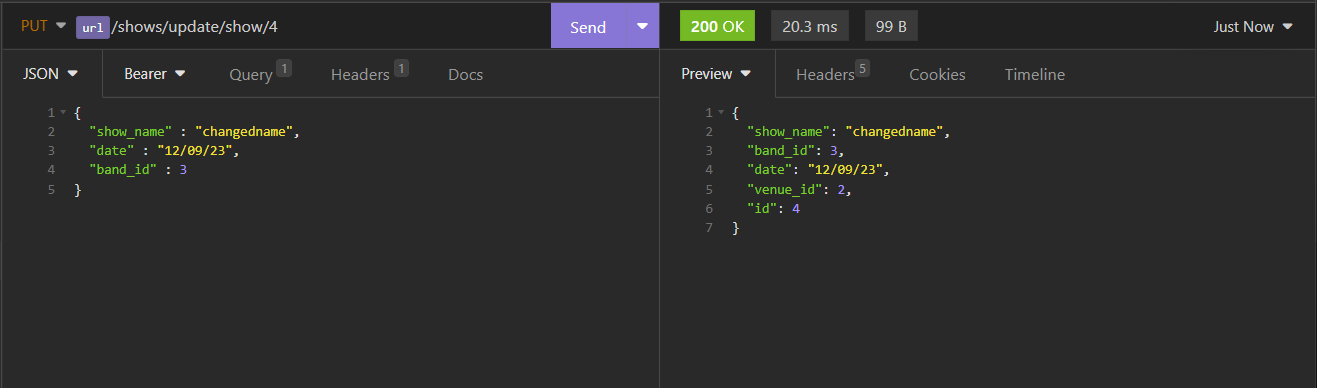 PUT url /shows/update/show/4 Send 200 OK 20.3 ms 99 B Just Now
JSON Bearer Query 1 Headers 1 Docs
1 {
2 "show_name" : "changedname",
3 "date" : "12/09/23",
4 "band_id" : 3
5 }
Preview Headers 5 Cookies Timeline
1 {
2 "show_name": "changedname",
3 "band_id": 3,
4 "date": "12/09/23",
5 "venue_id": 2,
6 "id": 4
7 }